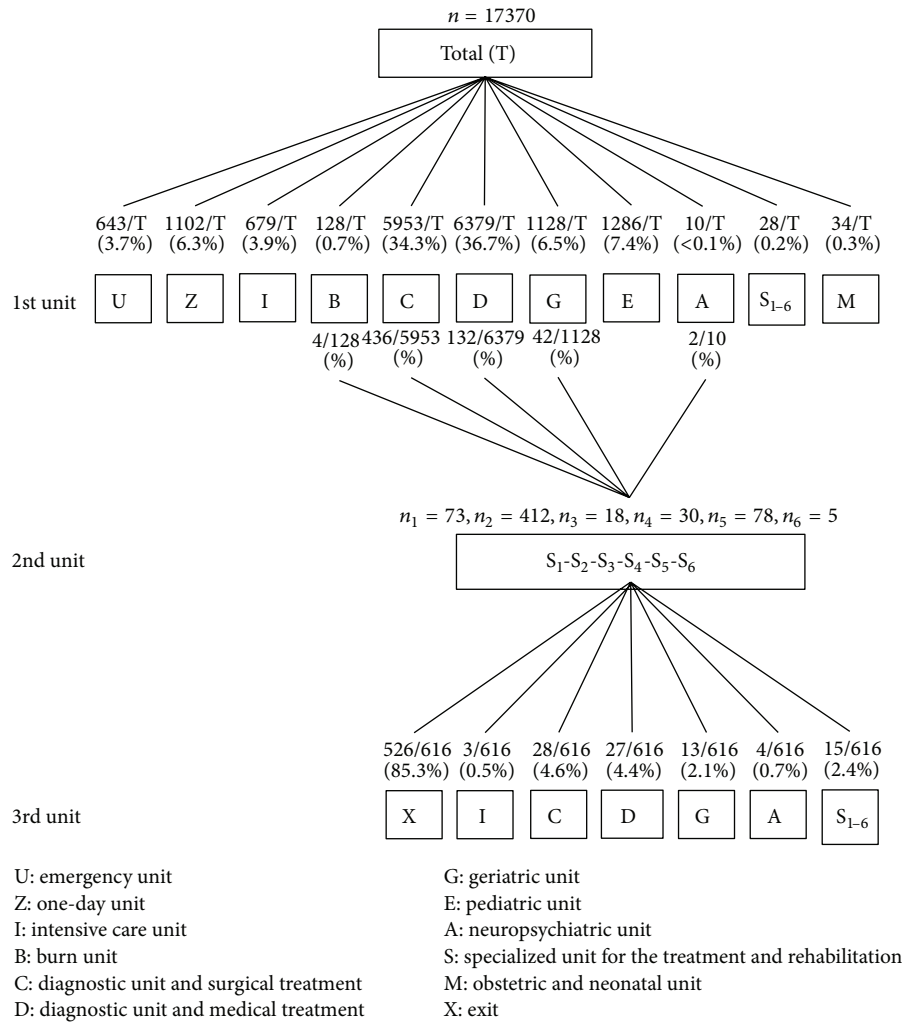 n = 17370
Total (T)
643/T 1102/T 679/T 128/T 5953/T 6379/T 1128/T 1286/T 10/T 28/T 34/T
(3.7%) (6.3%) (3.9%) (0.7%) (34.3%) (36.7%) (6.5%) (7.4%) (<0.1%) (0.2%) (0.3%)
1st unit U Z I B C D G E A S1–6 M
4/128 436/5953 132/6379 42/1128 2/10
(%) (%) (%) (%) (%)
n1 = 73, n2 = 412, n3 = 18, n4 = 30, n5 = 78, n6 = 5
2nd unit S1-S2-S3-S4-S5-S6
526/616 3/616 28/616 27/616 13/616 4/616 15/616
(85.3%) (0.5%) (4.6%) (4.4%) (2.1%) (0.7%) (2.4%)
3rd unit X I C D G A S1–6
U: emergency unit
Z: one-day unit
I: intensive care unit
B: burn unit
C: diagnostic unit and surgical treatment
D: diagnostic unit and medical treatment
G: geriatric unit
E: pediatric unit
A: neuropsychiatric unit
S: specialized unit for the treatment and rehabilitation
M: obstetric and neonatal unit
X: exit